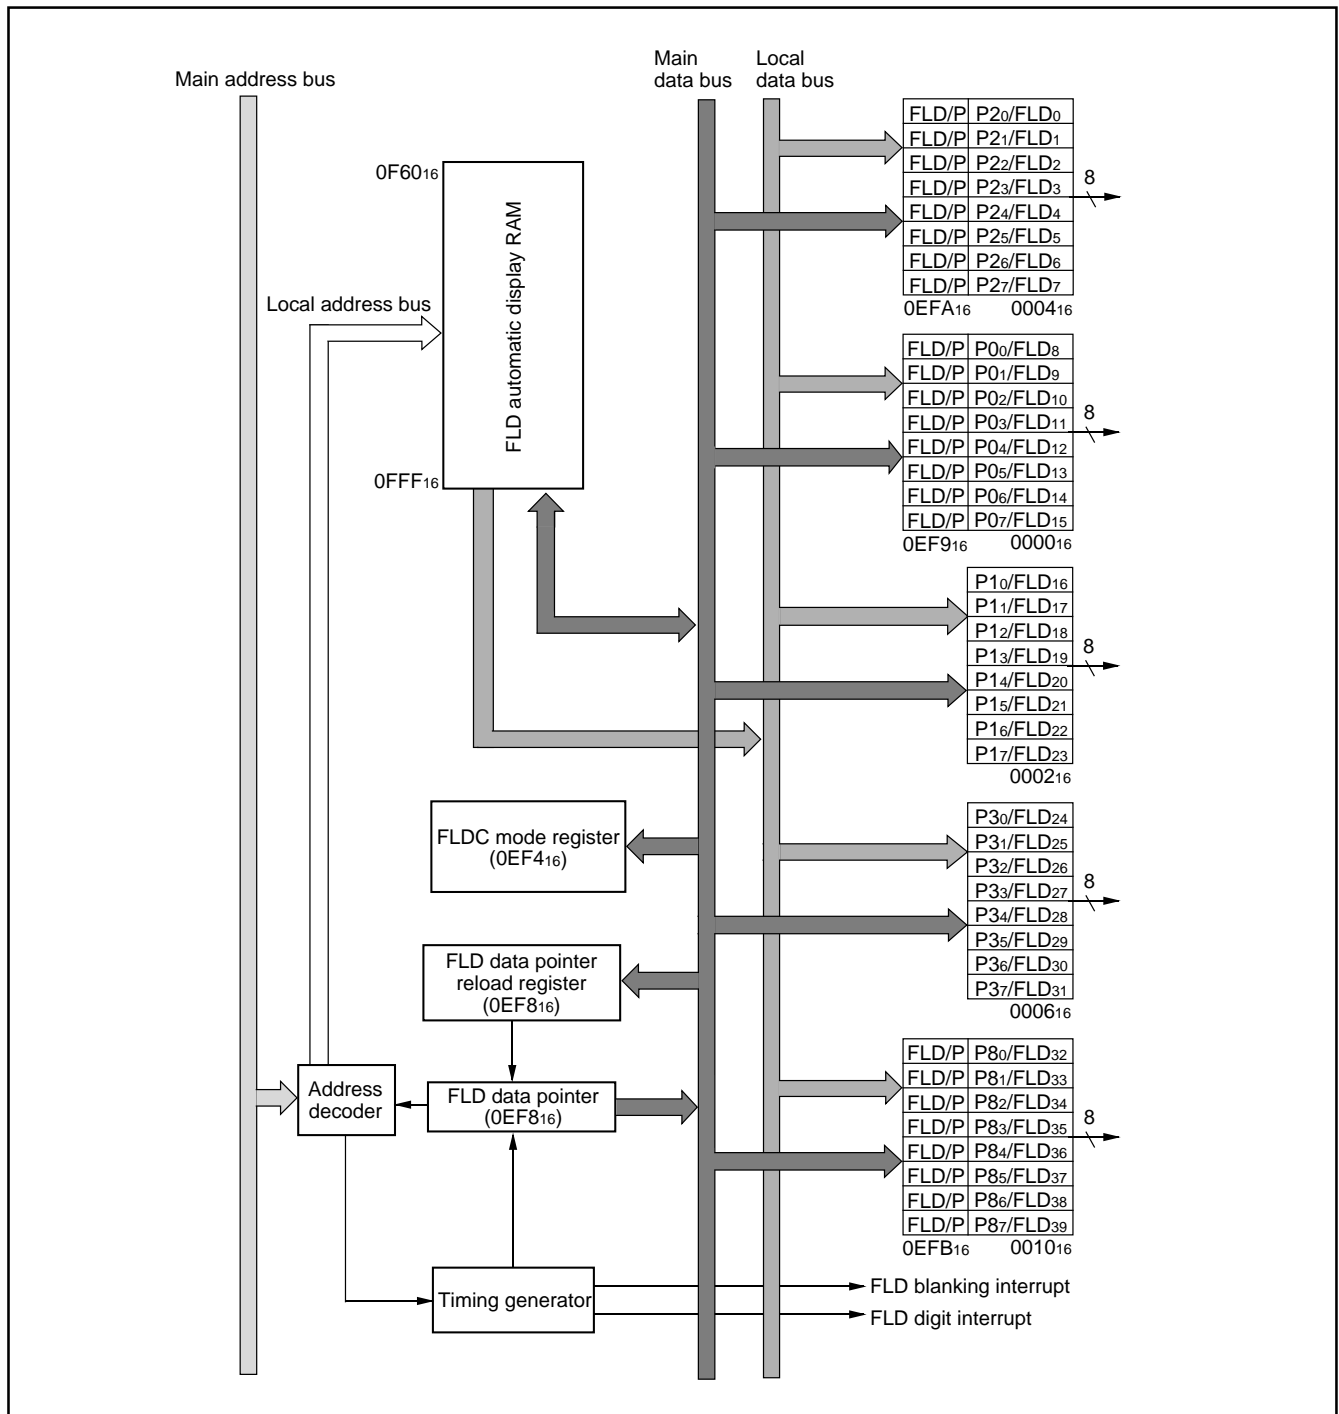 Main address bus
Main
data bus
Local
data bus
0F6016
FLD automatic display RAM
0FFF16
Local address bus
FLDC mode register
(0EF416)
FLD data pointer
reload register
(0EF816)
Address
decoder
FLD data pointer
(0EF816)
Timing generator
FLD blanking interrupt
FLD digit interrupt
FLD/P P20/FLD0
FLD/P P21/FLD1
FLD/P P22/FLD2
FLD/P P23/FLD3
FLD/P P24/FLD4
FLD/P P25/FLD5
FLD/P P26/FLD6
FLD/P P27/FLD7
8
0EFA16 000416
FLD/P P00/FLD8
FLD/P P01/FLD9
FLD/P P02/FLD10
FLD/P P03/FLD11
FLD/P P04/FLD12
FLD/P P05/FLD13
FLD/P P06/FLD14
FLD/P P07/FLD15
8
0EF916 000016
P10/FLD16
P11/FLD17
P12/FLD18
P13/FLD19
P14/FLD20
P15/FLD21
P16/FLD22
P17/FLD23
8
000216
P30/FLD24
P31/FLD25
P32/FLD26
P33/FLD27
P34/FLD28
P35/FLD29
P36/FLD30
P37/FLD31
8
000616
FLD/P P80/FLD32
FLD/P P81/FLD33
FLD/P P82/FLD34
FLD/P P83/FLD35
FLD/P P84/FLD36
FLD/P P85/FLD37
FLD/P P86/FLD38
FLD/P P87/FLD39
8
0EFB16 001016